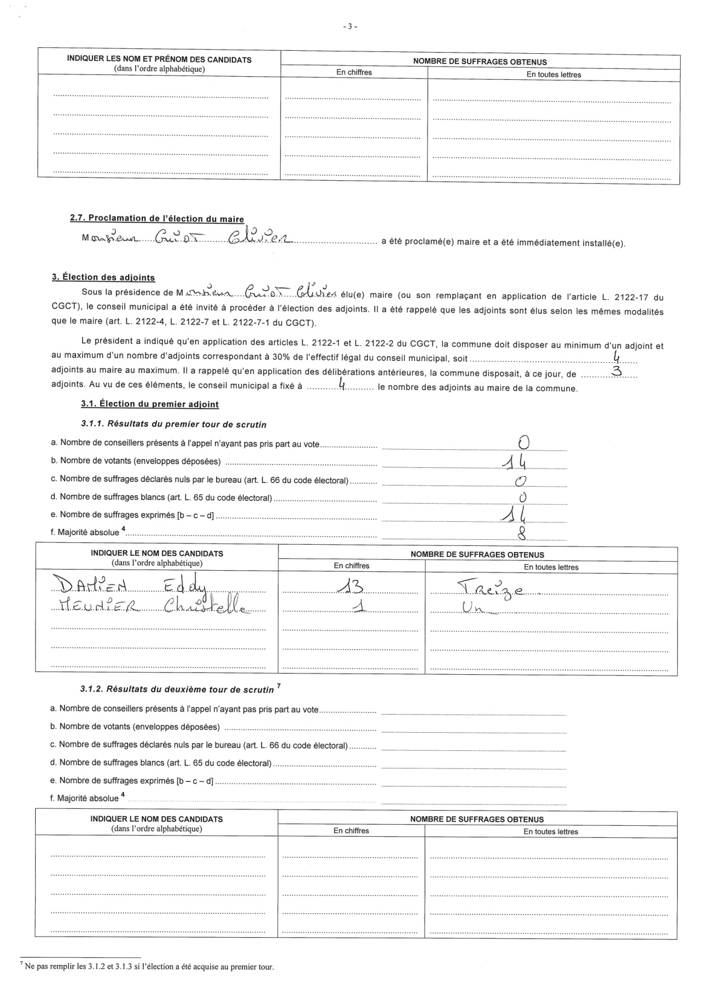 - 3 -
INDIQUER LES NOM ET PRÉNOM DES CANDIDATS
(dans l'ordre alphabétique)
NOMBRE DE SUFFRAGES OBTENUS
En chiffres
En toutes lettres
2.7. Proclamation de l'élection du maire
Monsieur Guiot Olivier a été proclamé(e) maire et a été immédiatement installé(e).
3. Élection des adjoints
Sous la présidence de Monsieur Guiot Olivier élu(e) maire (ou son remplaçant en application de l'article L. 2122-17 du
CGCT), le conseil municipal a été invité à procéder à l'élection des adjoints. Il a été rappelé que les adjoints sont élus selon les mêmes modalités
que le maire (art. L. 2122-4, L. 2122-7 et L. 2122-7-1 du CGCT).
Le président a indiqué qu'en application des articles L. 2122-1 et L. 2122-2 du CGCT, la commune doit disposer au minimum d'un adjoint et
au maximum d'un nombre d'adjoints correspondant à 30% de l'effectif légal du conseil municipal, soit 4
adjoints au maire au maximum. Il a rappelé qu'en application des délibérations antérieures, la commune disposait, à ce jour, de 3
adjoints. Au vu de ces éléments, le conseil municipal a fixé à 4 le nombre des adjoints au maire de la commune.
3.1. Élection du premier adjoint
3.1.1. Résultats du premier tour de scrutin
a. Nombre de conseillers présents à l'appel n'ayant pas pris part au vote 0
b. Nombre de votants (enveloppes déposées) 14
c. Nombre de suffrages déclarés nuls par le bureau (art. L. 66 du code électoral) 0
d. Nombre de suffrages blancs (art. L. 65 du code électoral) 0
e. Nombre de suffrages exprimés [b – c – d] 14
f. Majorité absolue 4 8
INDIQUER LE NOM DES CANDIDATS
(dans l'ordre alphabétique)
NOMBRE DE SUFFRAGES OBTENUS
En chiffres
En toutes lettres
DAMIEN Eddy 13 Treize
MEUNIER Christelle 1 Un
3.1.2. Résultats du deuxième tour de scrutin 7
a. Nombre de conseillers présents à l'appel n'ayant pas pris part au vote
b. Nombre de votants (enveloppes déposées)
c. Nombre de suffrages déclarés nuls par le bureau (art. L. 66 du code électoral)
d. Nombre de suffrages blancs (art. L. 65 du code électoral)
e. Nombre de suffrages exprimés [b – c – d]
f. Majorité absolue 4
INDIQUER LE NOM DES CANDIDATS
(dans l'ordre alphabétique)
NOMBRE DE SUFFRAGES OBTENUS
En chiffres
En toutes lettres
7 Ne pas remplir les 3.1.2 et 3.1.3 si l'élection a été acquise au premier tour.